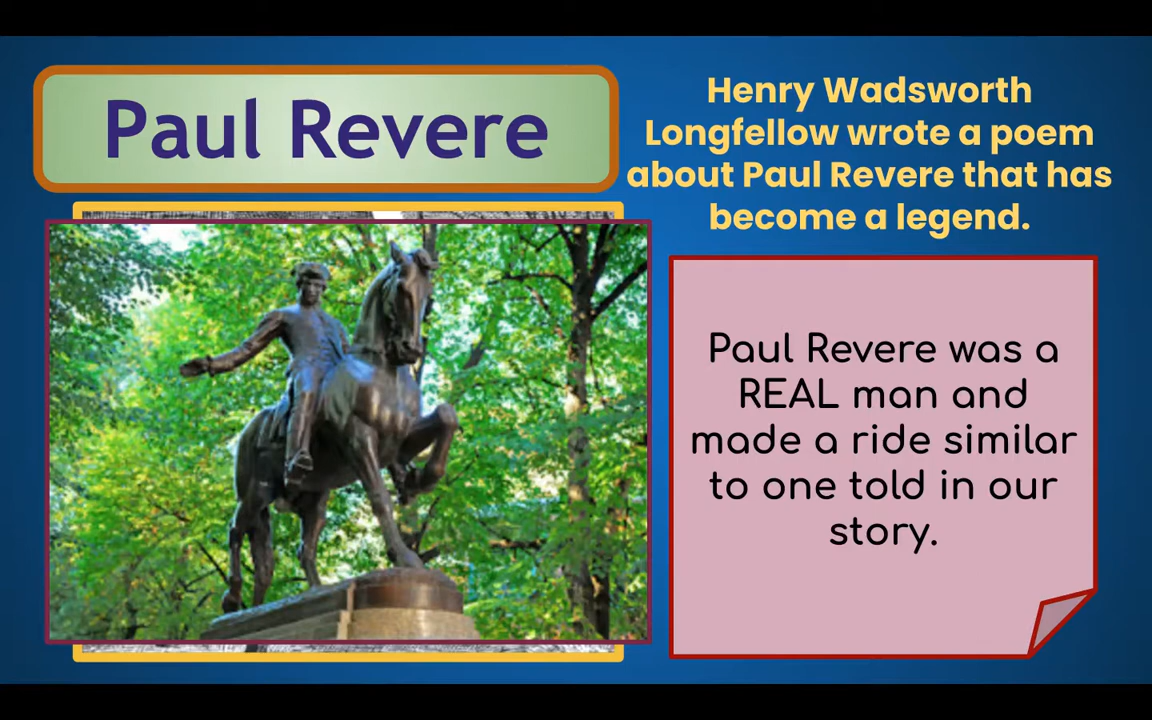 Paul Revere
Henry Wadsworth
Longfellow wrote a poem
about Paul Revere that has
become a legend.
Paul Revere was a
REAL man and
made a ride similar
to one told in our
story.